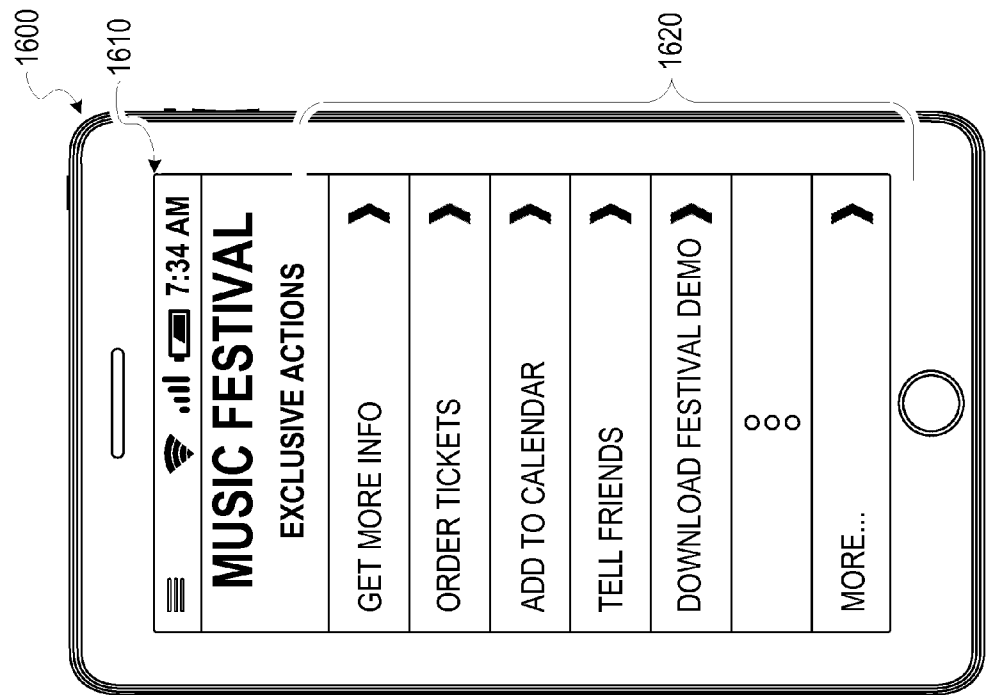 1600
1610
7:34 AM
MUSIC FESTIVAL
EXCLUSIVE ACTIONS
GET MORE INFO
ORDER TICKETS
ADD TO CALENDAR
TELL FRIENDS
DOWNLOAD FESTIVAL DEMO
MORE...
1620